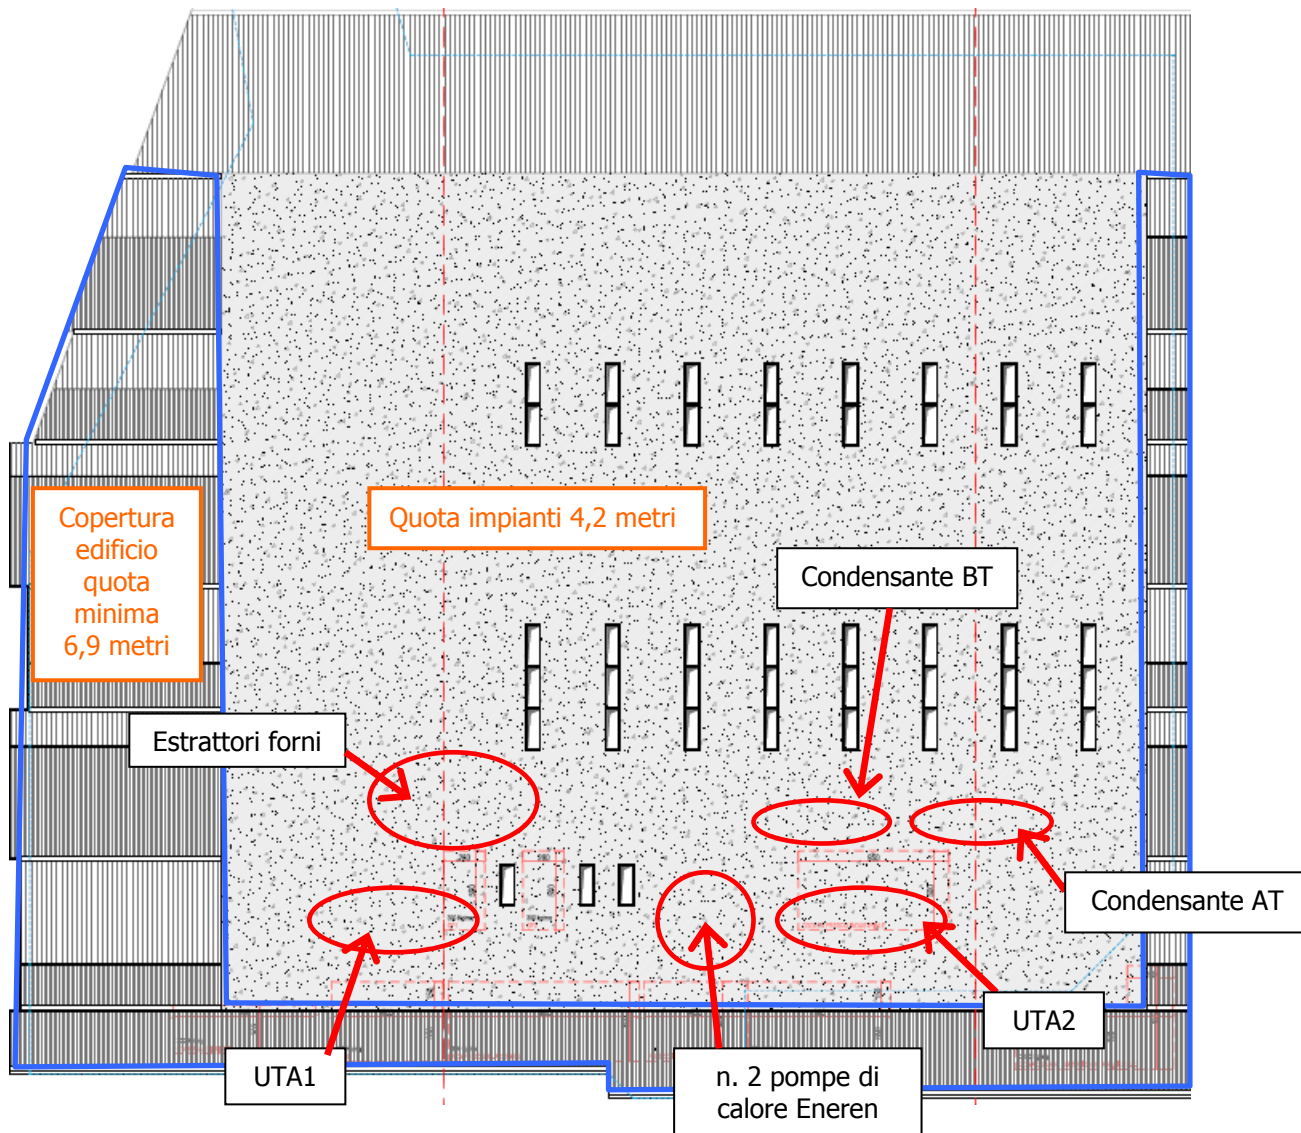 Copertura
edificio
quota
minima
6,9 metri
Quota impianti 4,2 metri
Condensante BT
Estrattori forni
Condensante AT
UTA2
UTA1
n. 2 pompe di
calore Eneren